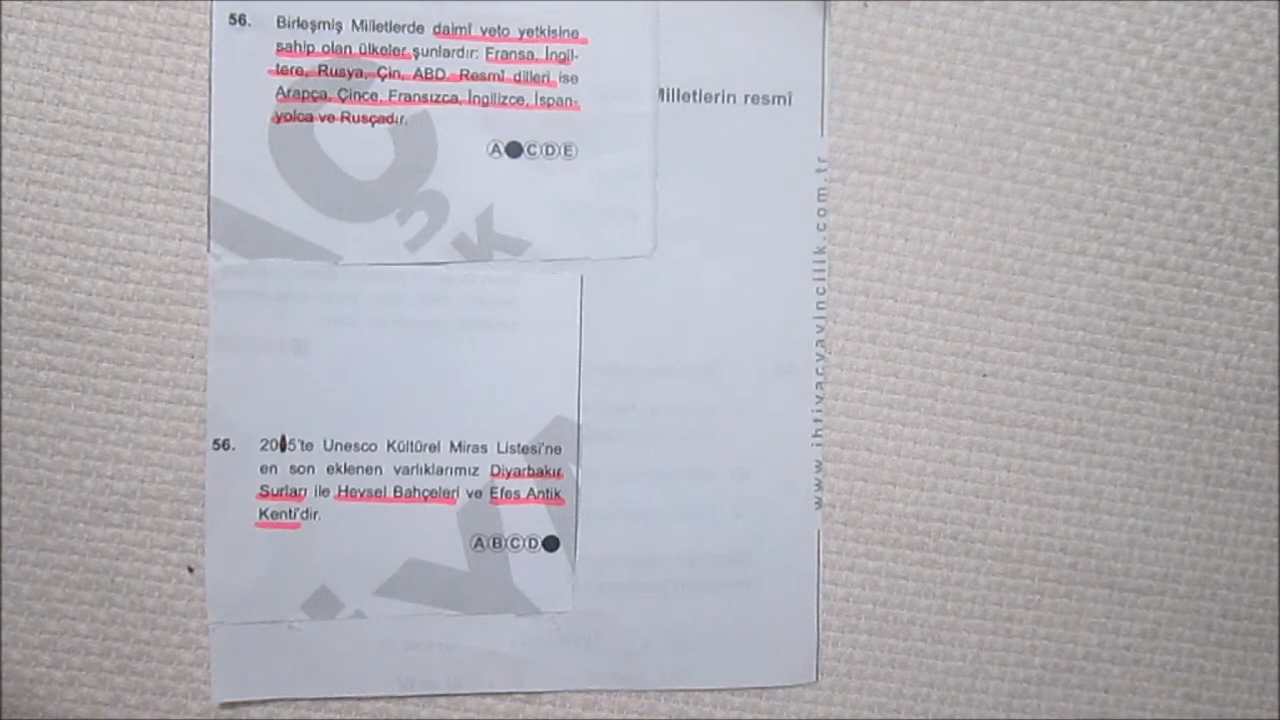 56. Birleşmiş Milletlerde daimî veto yetkisine
sahip olan ülkeler şunlardır: Fransa, İngil-
tere, Rusya, Çin, ABD. Resmî dilleri ise
Arapça, Çince, Fransızca, İngilizce, İspan-
yolca ve Rusçadır.
A C D E
Milletlerin resmî
www.ihtiyacyayincilik.com.tr
56. 2015'te Unesco Kültürel Miras Listesi'ne
en son eklenen varlıklarımız Diyarbakır
Surları ile Hevsel Bahçeleri ve Efes Antik
Kenti'dir.
A B C D